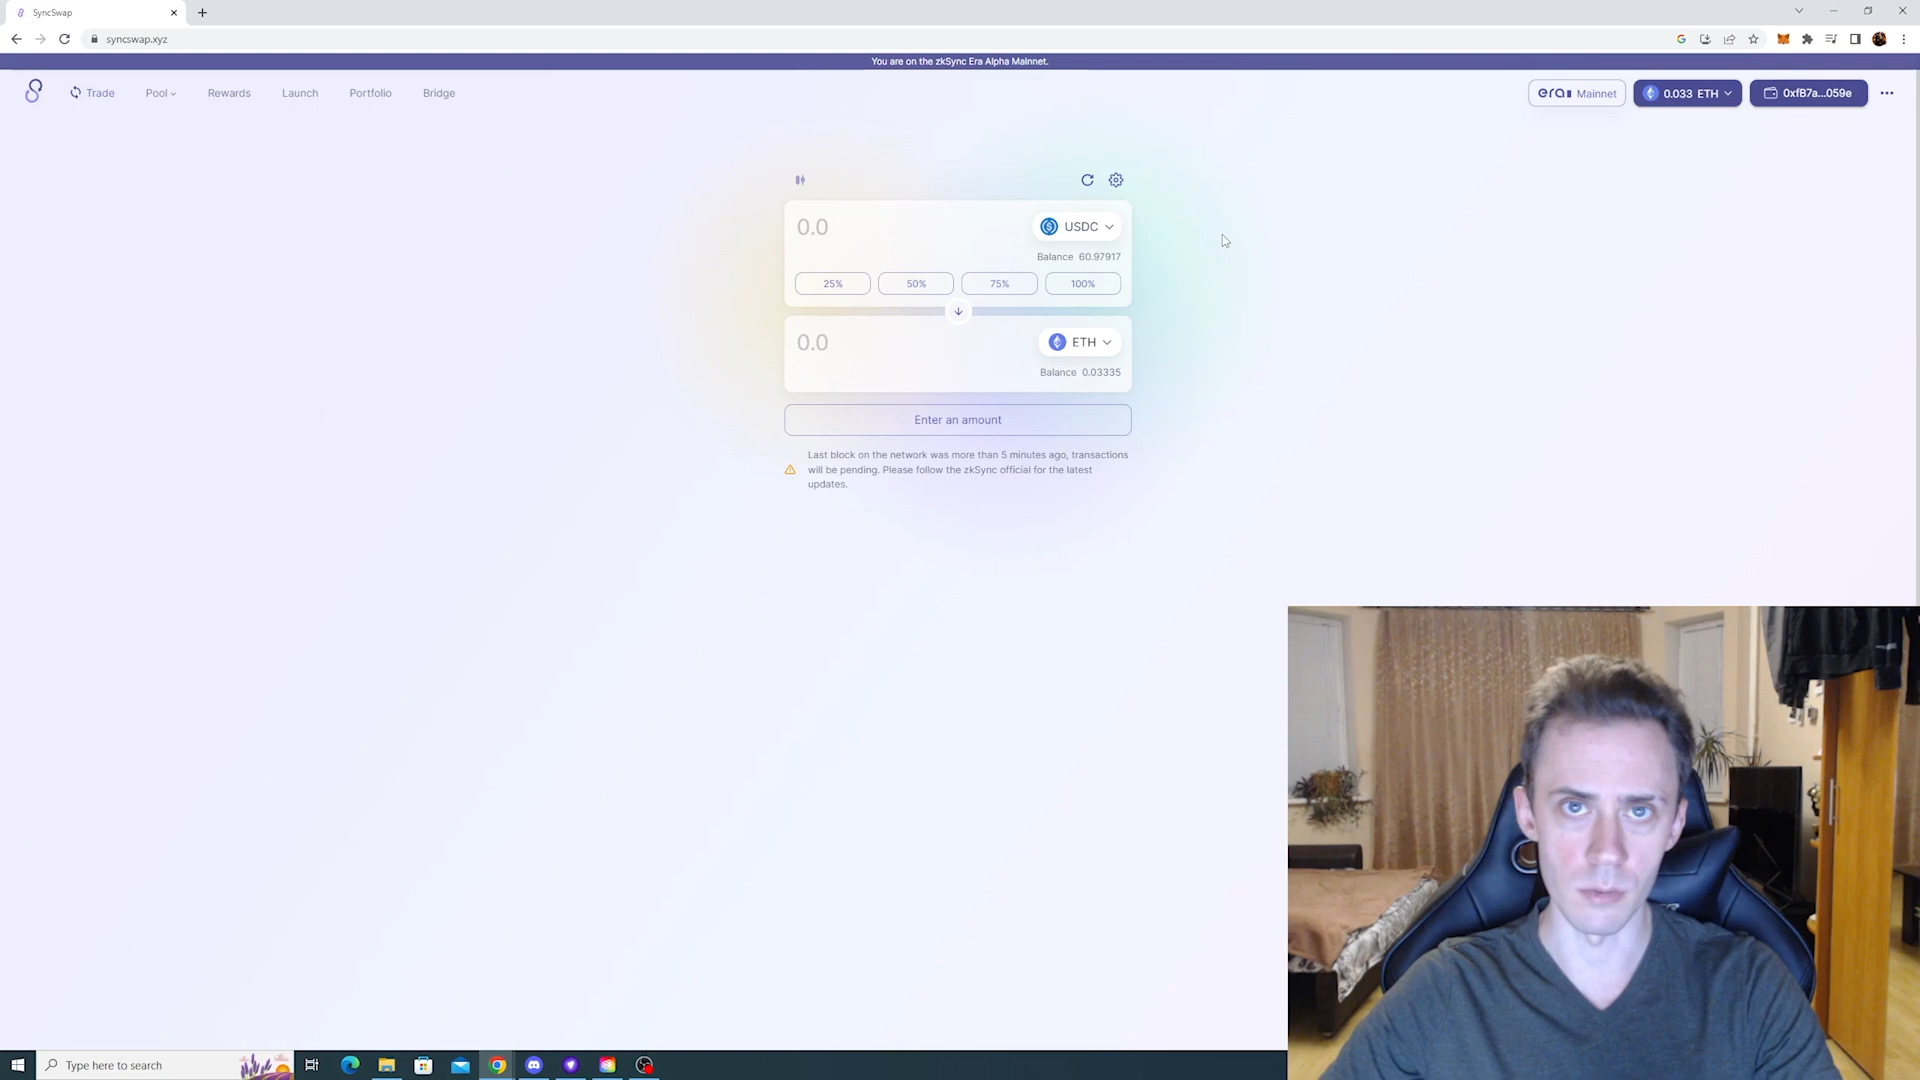 SyncSwap
syncswap.xyz
You are on the zkSync Era Alpha Mainnet.
Trade
Pool
Rewards
Launch
Portfolio
Bridge
era Mainnet
0.033 ETH
0xfB7a...059e
0.0
USDC
Balance 60.97917
25%
50%
75%
100%
0.0
ETH
Balance 0.03335
Enter an amount
Last block on the network was more than 5 minutes ago, transactions
will be pending. Please follow the zkSync official for the latest
updates.
Type here to search